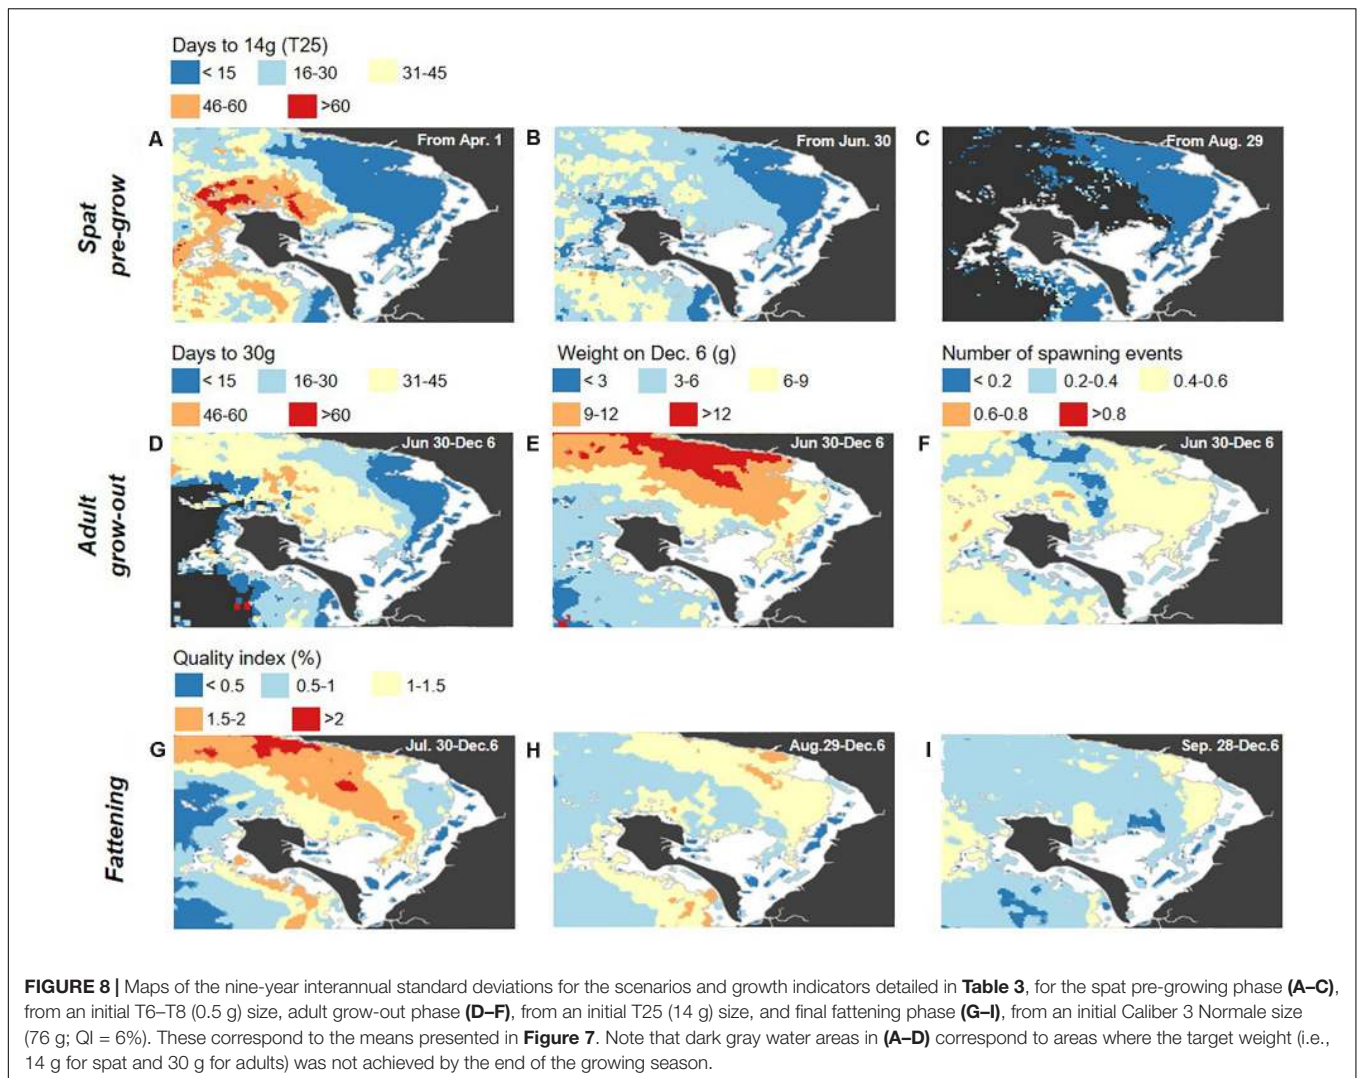 Days to 14g (T25)
< 15 16-30 31-45
46-60 >60
A From Apr. 1
B From Jun. 30
C From Aug. 29
Spat
pre-grow
Days to 30g
< 15 16-30 31-45
46-60 >60
Weight on Dec. 6 (g)
< 3 3-6 6-9
9-12 >12
Number of spawning events
< 0.2 0.2-0.4 0.4-0.6
0.6-0.8 >0.8
D Jun 30-Dec 6
E Jun 30-Dec 6
F Jun 30-Dec 6
Adult
grow-out
Quality index (%)
< 0.5 0.5-1 1-1.5
1.5-2 >2
G Jul. 30-Dec.6
H Aug.29-Dec.6
I Sep. 28-Dec.6
Fattening
FIGURE 8 | Maps of the nine-year interannual standard deviations for the scenarios and growth indicators detailed in Table 3, for the spat pre-growing phase (A–C),
from an initial T6–T8 (0.5 g) size, adult grow-out phase (D–F), from an initial T25 (14 g) size, and final fattening phase (G–I), from an initial Caliber 3 Normale size
(76 g; QI = 6%). These correspond to the means presented in Figure 7. Note that dark gray water areas in (A–D) correspond to areas where the target weight (i.e.,
14 g for spat and 30 g for adults) was not achieved by the end of the growing season.